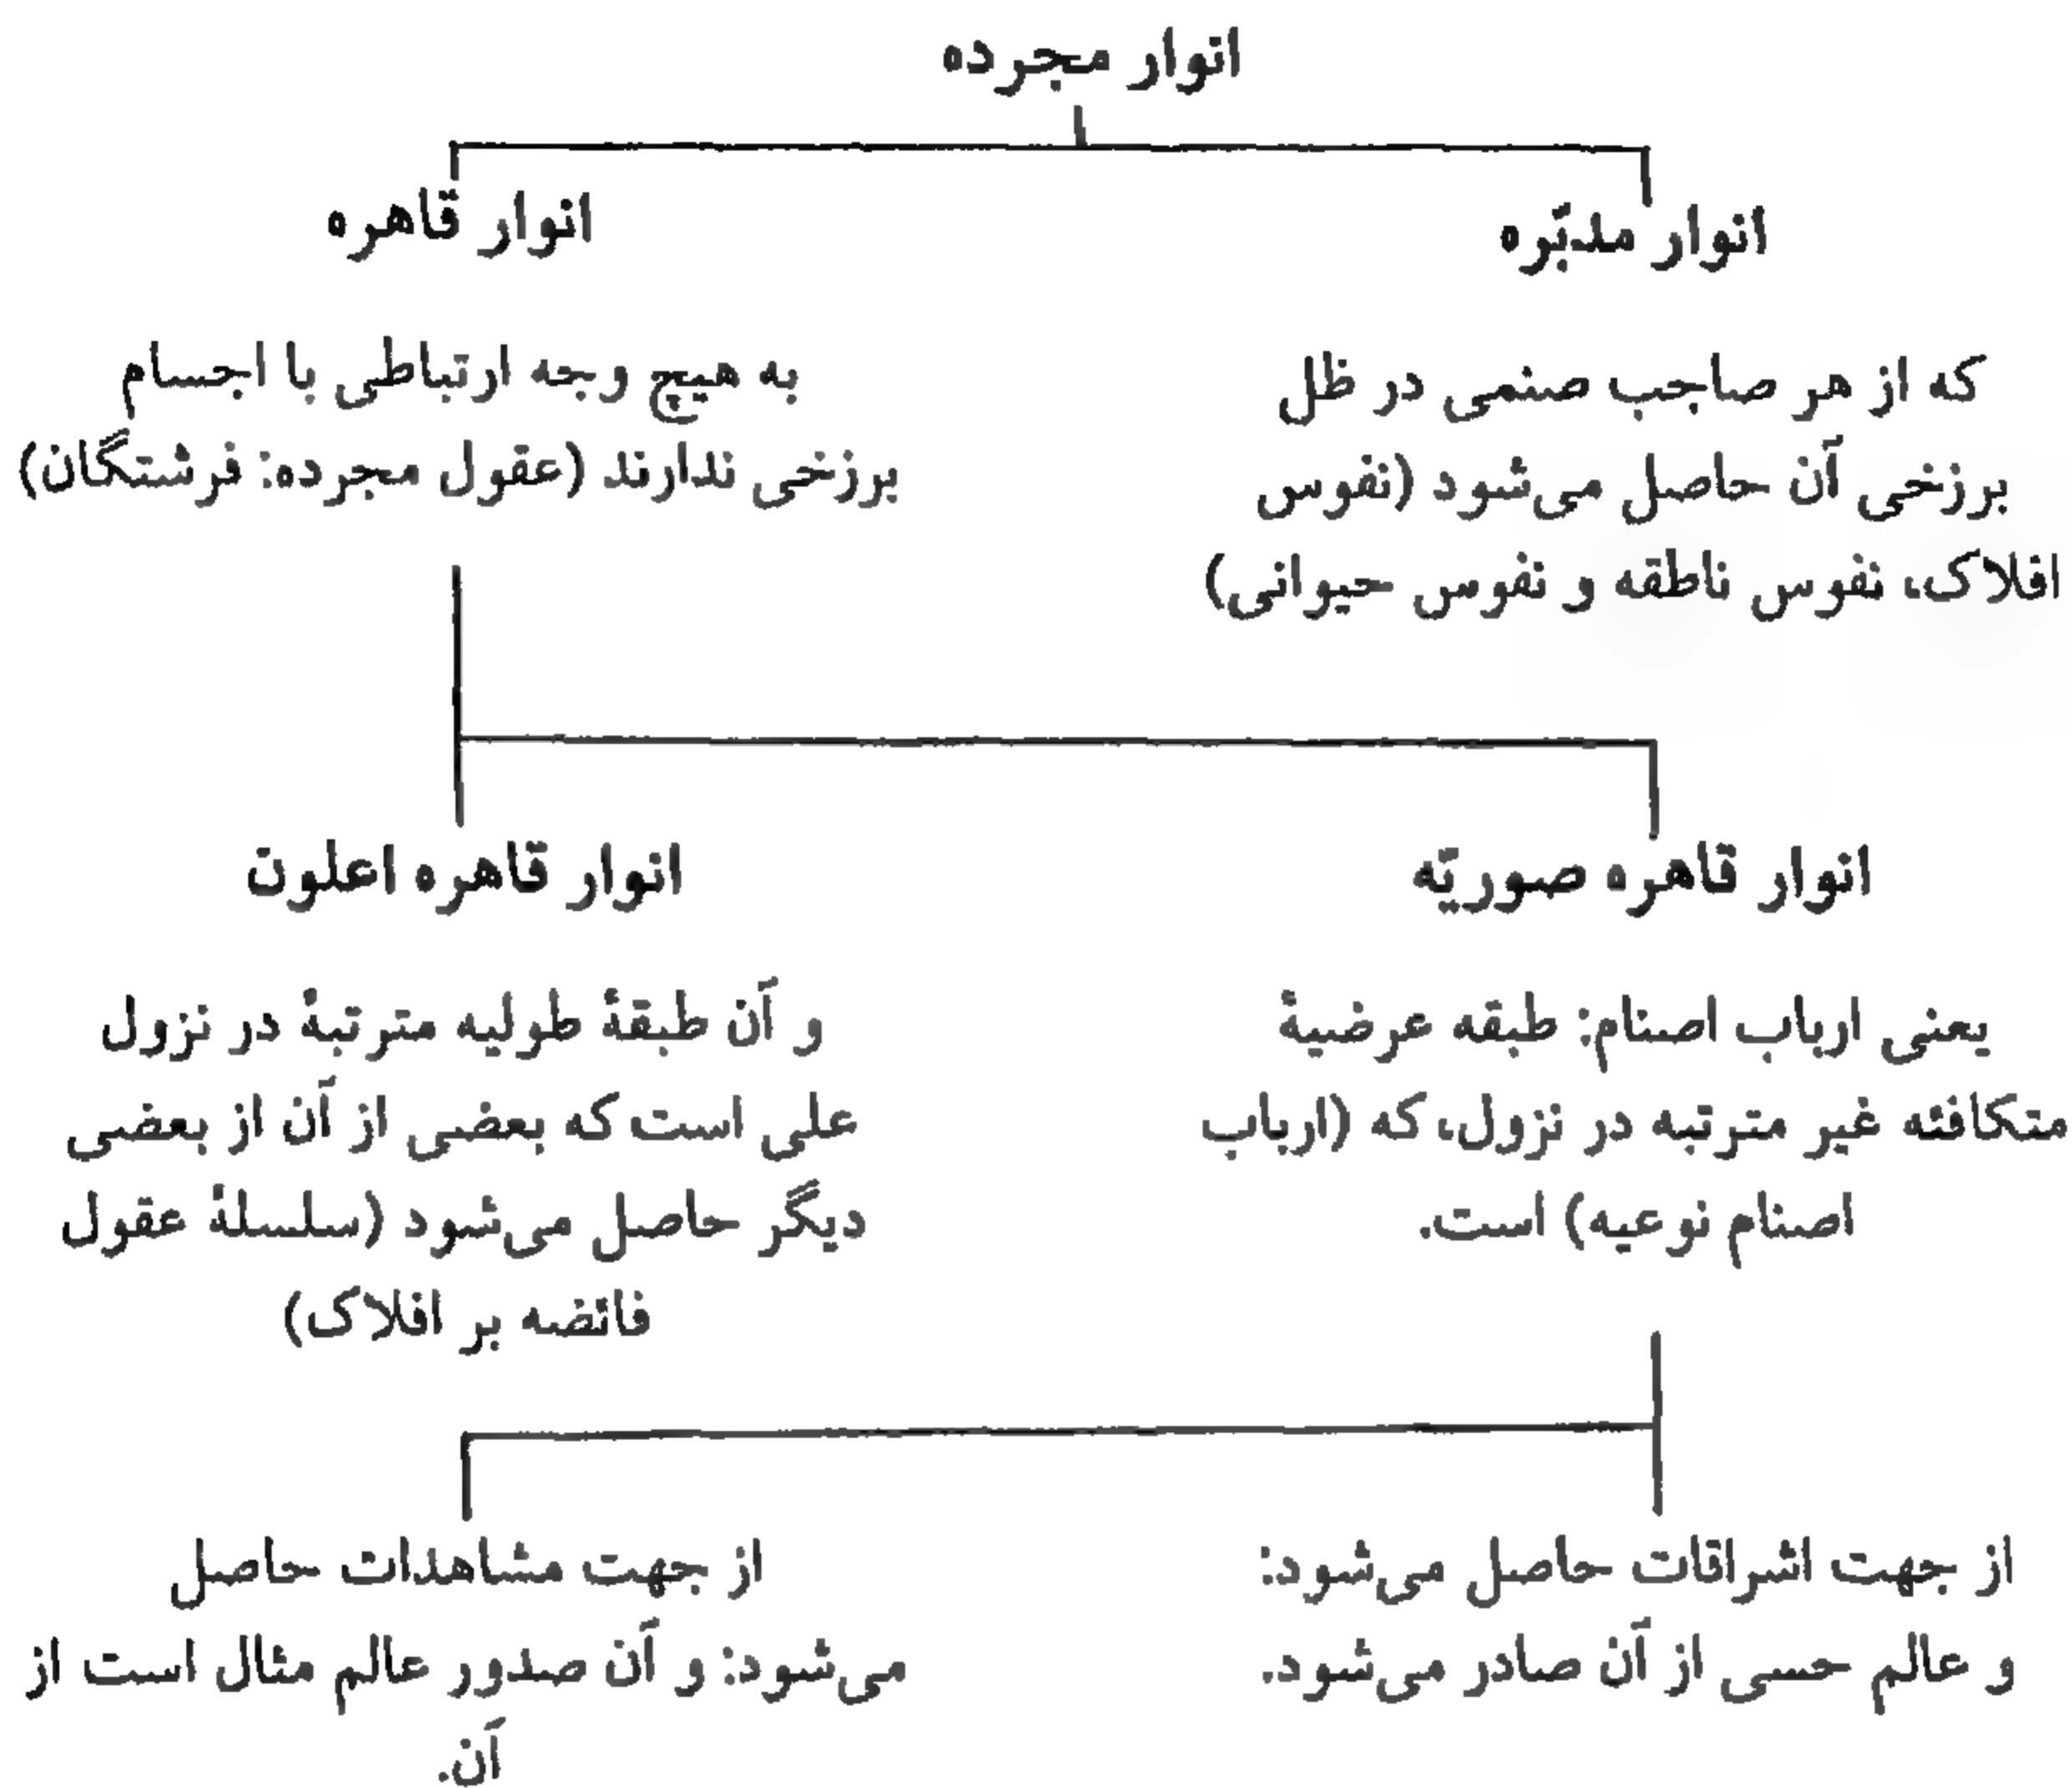 انوار مجرده
انوار مدبّره
که از هر صاحب صنمی در ظل
برزخی آن حاصل می‌شود (نفوس
افلاک، نفوس ناطقه و نفوس حیوانی)
انوار قاهره
به هیچ وجه ارتباطی با اجسام
برزخی ندارند (عقول مجرده: فرشتگان)
انوار قاهره صوریّه
یعنی ارباب اصنام: طبقه عرضیهٔ
متکافئه غیر مترتبه در نزول، که (ارباب
اصنام نوعیه) است.
انوار قاهره اعلون
و آن طبقهٔ طولیه مترتبهٔ در نزول
علی است که بعضی از آن از بعضی
دیگر حاصل می‌شود (سلسلهٔ عقول
فائضه بر افلاک)
از جهت اشراقات حاصل می‌شود:
و عالم حسی از آن صادر می‌شود.
از جهت مشاهدات حاصل
می‌شود: و آن صدور عالم مثال است از
آن.